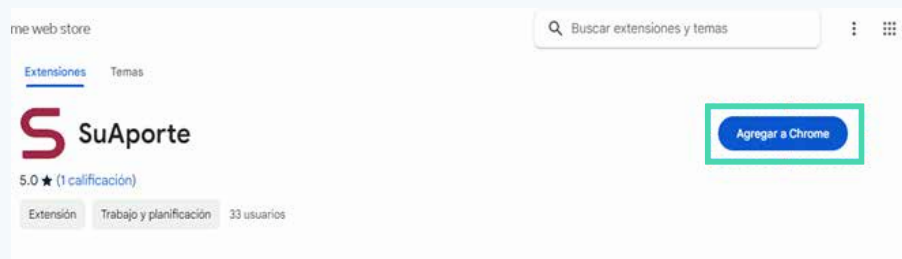 me web store
Buscar extensiones y temas
Extensiones Temas
SuAporte
Agregar a Chrome
5.0 ★ (1 calificación)
Extensión Trabajo y planificación 33 usuarios